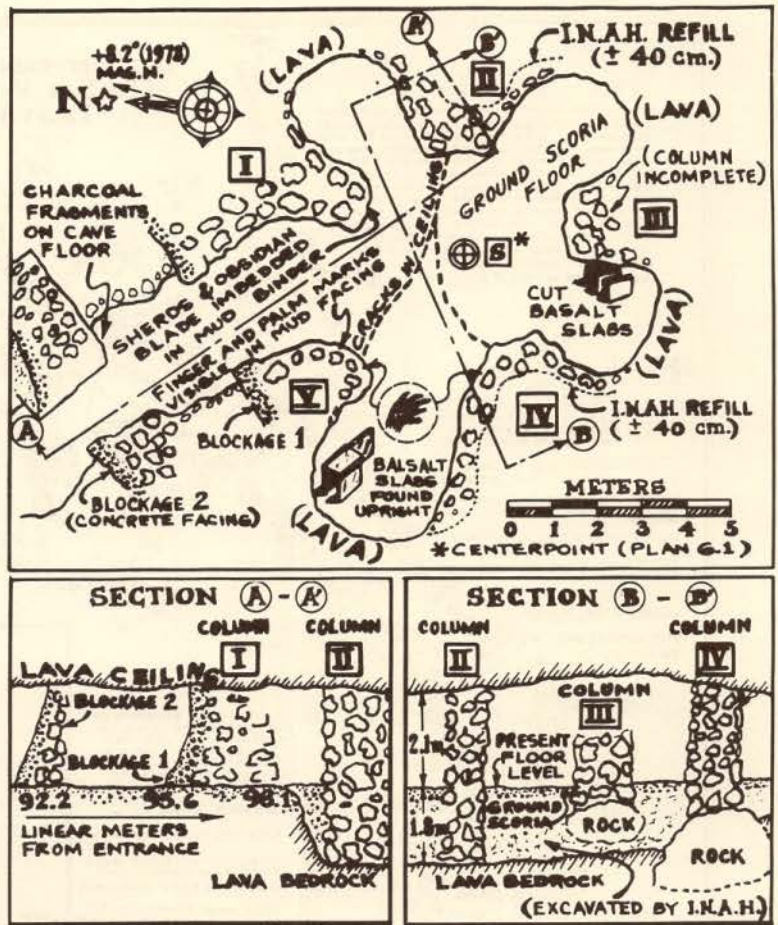 +8.2° (1978)
MAG. N.
N
(LAVA)
A'
B'
I.N.A.H. REFILL
(± 40 cm.)
II
(LAVA)
I
GROUND SCORIA
FLOOR
(COLUMN
INCOMPLETE)
III
CHARCOAL
FRAGMENTS
ON CAVE
FLOOR
SHERDS & OBSIDIAN
BLADE IMBEDDED
IN MUD BINDER
FINGER AND PALM MARKS
VISIBLE IN MUD FACING
CRACKS IN CEILING
S*
CUT
BASALT
SLABS
(LAVA)
A
V
BLOCKAGE 1
IV
B
I.N.A.H. REFILL
(± 40 cm.)
BLOCKAGE 2
(CONCRETE FACING)
BALSALT
SLABS
FOUND
UPRIGHT
(LAVA)
METERS
0 1 2 3 4 5
*CENTERPOINT (PLAN G.1)
SECTION A - A'
COLUMN
I
COLUMN
II
LAVA CEILING
BLOCKAGE 2
BLOCKAGE 1
92.2 95.6 98.1
LINEAR METERS
FROM ENTRANCE
LAVA BEDROCK
SECTION B - B'
COLUMN
II
COLUMN
IV
COLUMN
III
2.1m
PRESENT
FLOOR
LEVEL
GROUND
SCORIA
1.8m
ROCK
ROCK
LAVA BEDROCK
(EXCAVATED BY I.N.A.H.)